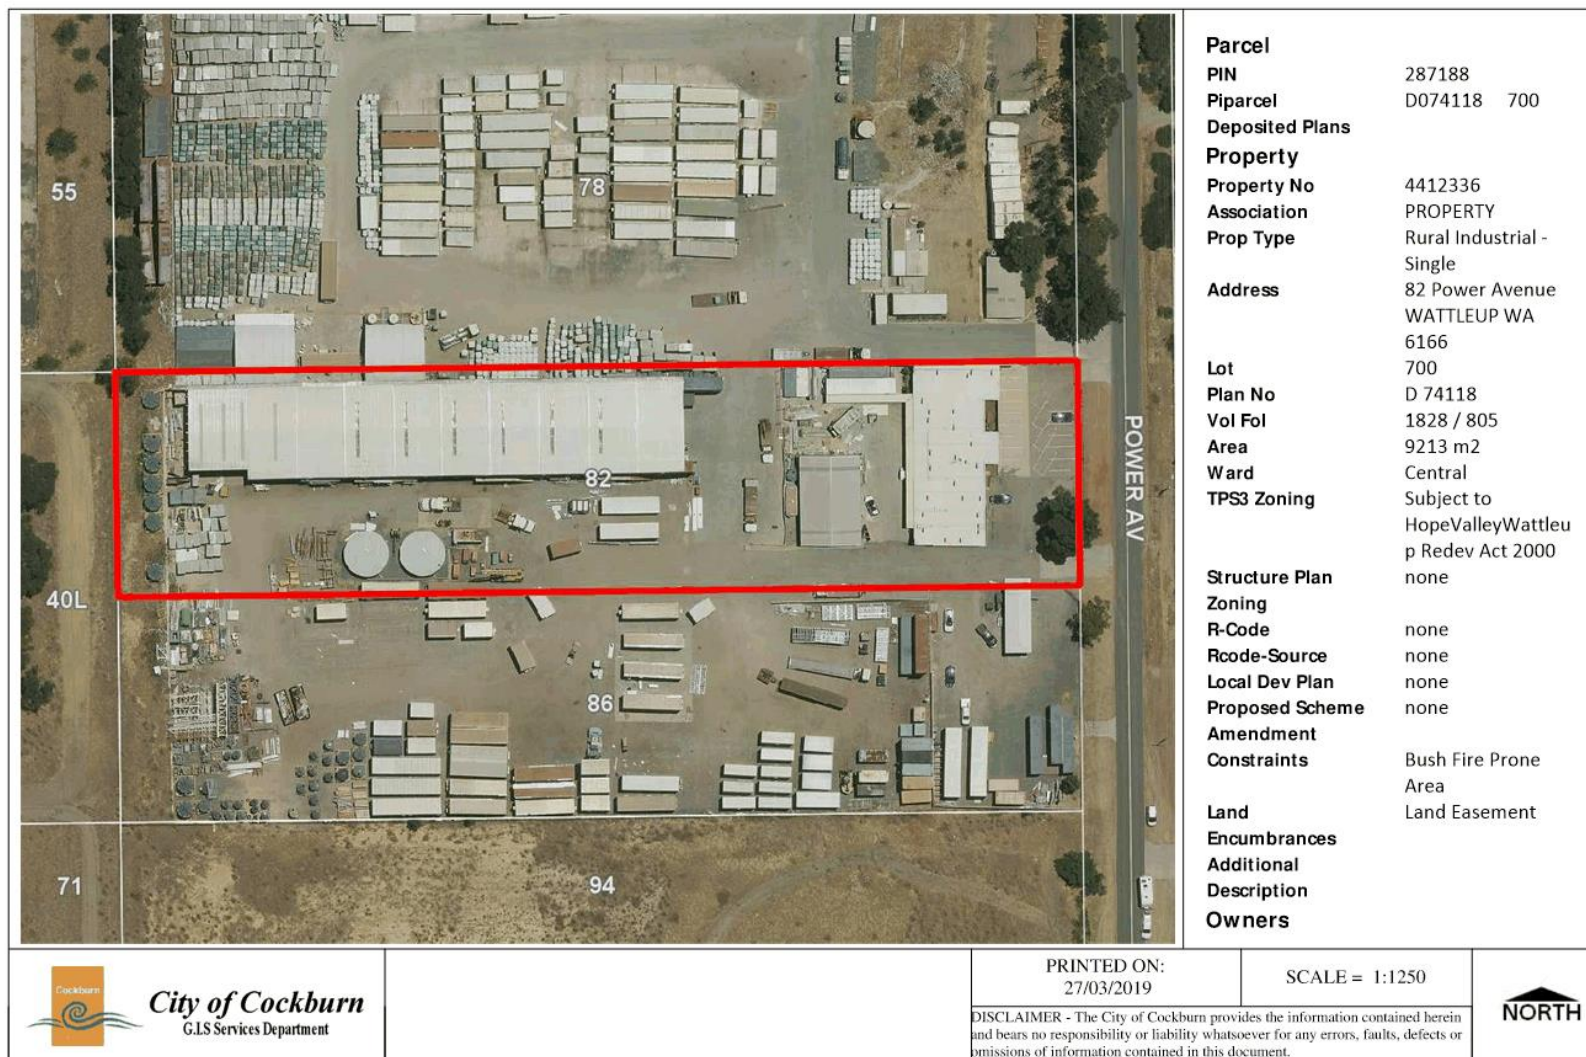 55
78
82
40L
86
71
94
POWER AV
Parcel
PIN 287188
Piparcel D074118 700
Deposited Plans
Property
Property No 4412336
Association PROPERTY
Prop Type Rural Industrial -
Single
Address 82 Power Avenue
WATTLEUP WA
6166
Lot 700
Plan No D 74118
Vol Fol 1828 / 805
Area 9213 m2
Ward Central
TPS3 Zoning Subject to
HopeValleyWattleu
p Redev Act 2000
Structure Plan none
Zoning
R-Code none
Rcode-Source none
Local Dev Plan none
Proposed Scheme none
Amendment
Constraints Bush Fire Prone
Area
Land Land Easement
Encumbrances
Additional
Description
Owners
Cockburn
City of Cockburn
G.I.S Services Department
PRINTED ON:
27/03/2019
SCALE = 1:1250
DISCLAIMER - The City of Cockburn provides the information contained herein
and bears no responsibility or liability whatsoever for any errors, faults, defects or
omissions of information contained in this document.
NORTH